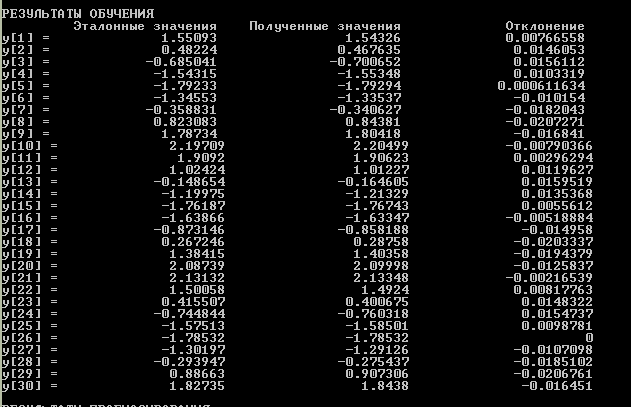 РЕЗУЛЬТАТЫ ОБУЧЕНИЯ
Эталонные значения Полученные значения Отклонение
y[1] = 1.55093 1.54326 0.00766558
y[2] = 0.48224 0.467635 0.0146053
y[3] = -0.685041 -0.700652 0.0156112
y[4] = -1.54315 -1.55348 0.0103319
y[5] = -1.79233 -1.79294 0.000611634
y[6] = -1.34553 -1.33537 -0.010154
y[7] = -0.358831 -0.340627 -0.0182043
y[8] = 0.823083 0.84381 -0.0207271
y[9] = 1.78734 1.80418 -0.016841
y[10] = 2.19709 2.20499 -0.00790366
y[11] = 1.9092 1.90623 0.00296294
y[12] = 1.02424 1.01227 0.0119627
y[13] = -0.148654 -0.164605 0.0159519
y[14] = -1.19975 -1.21329 0.0135368
y[15] = -1.76187 -1.76743 0.0055612
y[16] = -1.63866 -1.63347 -0.00518884
y[17] = -0.873146 -0.858188 -0.014958
y[18] = 0.267246 0.28758 -0.0203337
y[19] = 1.38415 1.40358 -0.0194379
y[20] = 2.08739 2.09998 -0.0125837
y[21] = 2.13132 2.13348 -0.00216539
y[22] = 1.50058 1.4924 0.00817763
y[23] = 0.415507 0.400675 0.0148322
y[24] = -0.744844 -0.760318 0.0154737
y[25] = -1.57513 -1.58501 0.0098781
y[26] = -1.78532 -1.78532 0
y[27] = -1.30197 -1.29126 -0.0107098
y[28] = -0.293947 -0.275437 -0.0185102
y[29] = 0.88663 0.907306 -0.0206761
y[30] = 1.82735 1.8438 -0.016451
РЕЗУЛЬТАТЫ ПРОГНОЗИРОВАНИЯ